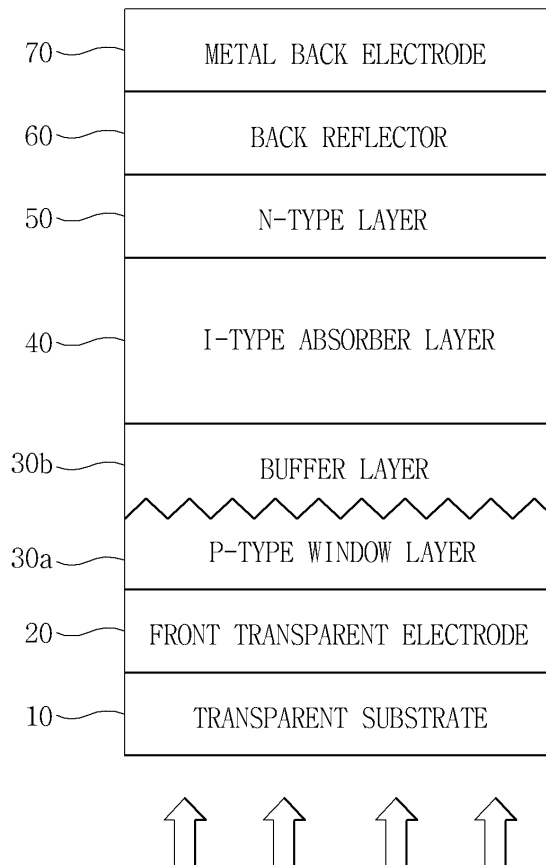 70 METAL BACK ELECTRODE
60 BACK REFLECTOR
50 N-TYPE LAYER
40 I-TYPE ABSORBER LAYER
30b BUFFER LAYER
30a P-TYPE WINDOW LAYER
20 FRONT TRANSPARENT ELECTRODE
10 TRANSPARENT SUBSTRATE